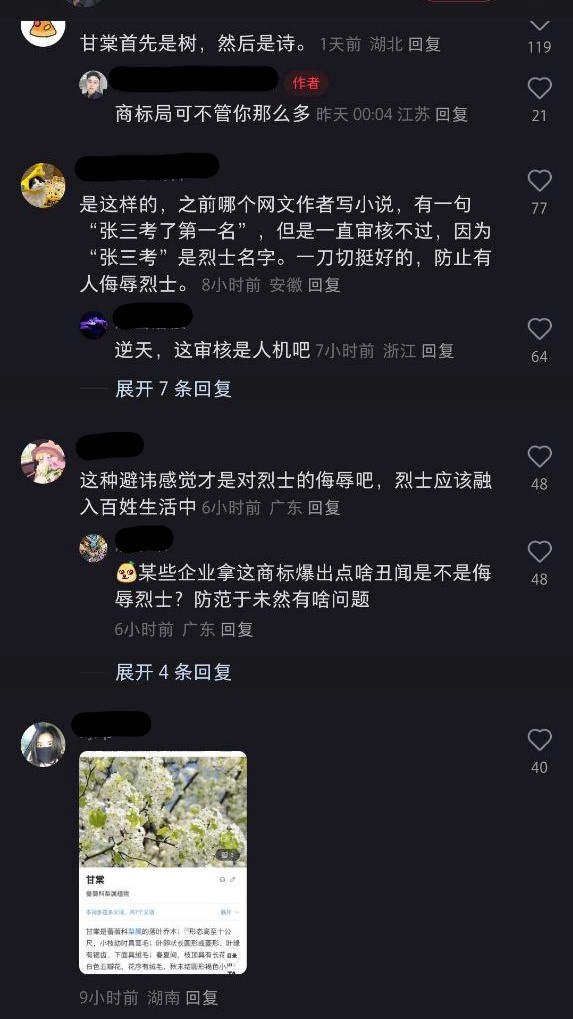 甘棠首先是树，然后是诗。1天前 湖北 回复
119
作者
商标局可不管你那么多 昨天 00:04 江苏 回复
21
是这样的，之前哪个网文作者写小说，有一句
“张三考了第一名”，但是一直审核不过，因为
“张三考”是烈士名字。一刀切挺好的，防止有
人侮辱烈士。8小时前 安徽 回复
77
逆天，这审核是人机吧 7小时前 浙江 回复
64
展开 7 条回复
这种避讳感觉才是对烈士的侮辱吧，烈士应该融
入百姓生活中 6小时前 广东 回复
48
某些企业拿这商标爆出点啥丑闻是不是侮
辱烈士？防范于未然有啥问题
6小时前 广东 回复
48
展开 4 条回复
40
甘棠
蔷薇科梨属植物
甘棠是蔷薇科梨属的落叶乔木；形态高至十公
尺，小枝幼时具茸毛；叶卵状长圆形或菱形，叶缘
有锯齿，下面具绒毛；春夏间，枝顶具有长花
白色五瓣花，花序有绒毛，秋末结圆形褐色小
9小时前 湖南 回复